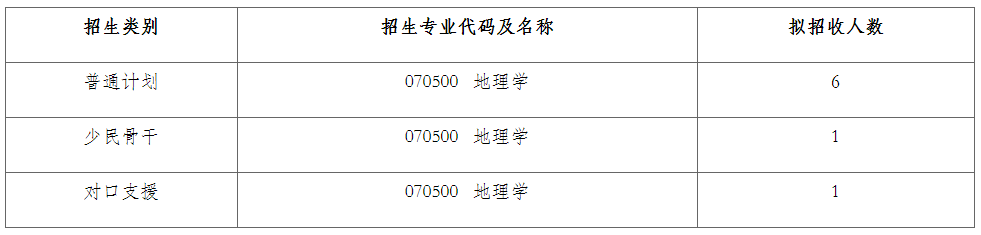 招生类别 招生专业代码及名称 拟招收人数
普通计划 070500 地理学 6
少民骨干 070500 地理学 1
对口支援 070500 地理学 1